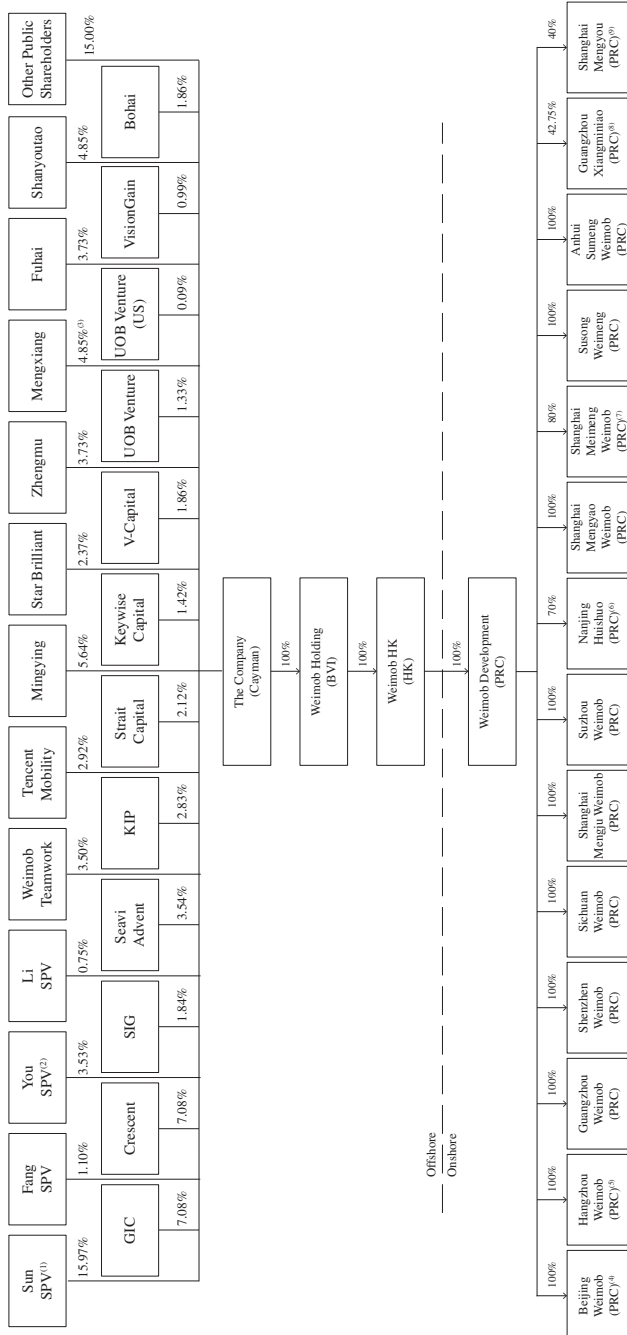 Sun
SPV(1)
Fang
SPV
You
SPV(2)
Li
SPV
Weimob
Teamwork
Tencent
Mobility
Mingying
Star Brilliant
Zhengmu
Mengxiang
Fuhai
Shanyoutao
Other Public
Shareholders
15.97%
1.10%
3.53%
0.75%
3.50%
2.92%
5.64%
2.37%
3.73%
4.85%(3)
3.73%
4.85%
15.00%
GIC
Crescent
SIG
Seavi
Advent
KIP
Strait
Capital
Keywise
Capital
V-Capital
UOB Venture
UOB Venture
(US)
VisionGain
Bohai
7.08%
7.08%
1.84%
3.54%
2.83%
2.12%
1.42%
1.86%
1.33%
0.09%
0.99%
1.86%
The Company
(Cayman)
100%
Weimob Holding
(BVI)
100%
Weimob HK
(HK)
Offshore
Onshore
100%
Weimob Development
(PRC)
100%
100%
100%
100%
100%
100%
100%
70%
100%
80%
100%
100%
42.75%
40%
Beijing
Weimob
(PRC)(4)
Hangzhou
Weimob
(PRC)(5)
Guangzhou
Weimob
(PRC)
Shenzhen
Weimob
(PRC)
Sichuan
Weimob
(PRC)
Shanghai
Mengju Weimob
(PRC)
Suzhou
Weimob
(PRC)
Nanjing
Huishuo
(PRC)(6)
Shanghai
Mengyao
Weimob
(PRC)
Shanghai
Meimeng
Weimob
(PRC)(7)
Susong
Weimeng
(PRC)
Anhui
Sumeng
Weimob
(PRC)
Guangzhou
Xiangminiao
(PRC)(8)
Shanghai
Mengyou
(PRC)(9)